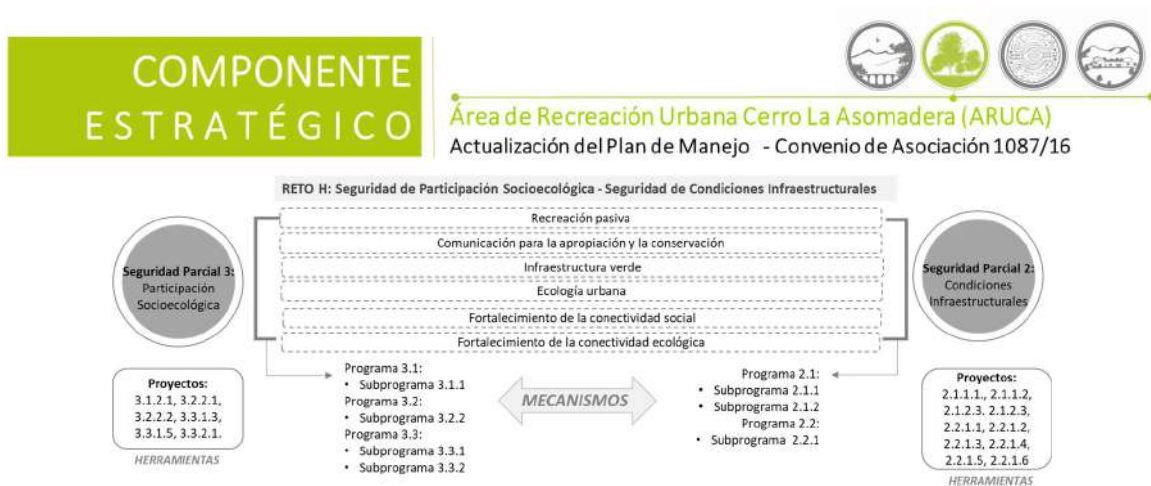 COMPONENTE
ESTRATÉGICO
Área de Recreación Urbana Cerro La Asomadera (ARUCA)
Actualización del Plan de Manejo - Convenio de Asociación 1087/16
RETO H: Seguridad de Participación Socioecológica - Seguridad de Condiciones Infraestructurales
Recreación pasiva
Comunicación para la apropiación y la conservación
Infraestructura verde
Ecología urbana
Fortalecimiento de la conectividad social
Fortalecimiento de la conectividad ecológica
Seguridad Parcial 3:
Participación
Socioecológica
Seguridad Parcial 2:
Condiciones
Infraestructurales
Proyectos:
3.1.2.1, 3.2.2.1,
3.2.2.2, 3.3.1.3,
3.3.1.5, 3.3.2.1.
HERRAMIENTAS
Programa 3.1:
• Subprograma 3.1.1
Programa 3.2:
• Subprograma 3.2.2
Programa 3.3:
• Subprograma 3.3.1
• Subprograma 3.3.2
MECANISMOS
Programa 2.1:
• Subprograma 2.1.1
• Subprograma 2.1.2
Programa 2.2:
• Subprograma 2.2.1
Proyectos:
2.1.1.1., 2.1.1.2,
2.1.2.3, 2.1.2.3,
2.2.1.1, 2.2.1.2,
2.2.1.3, 2.2.1.4,
2.2.1.5, 2.2.1.6
HERRAMIENTAS